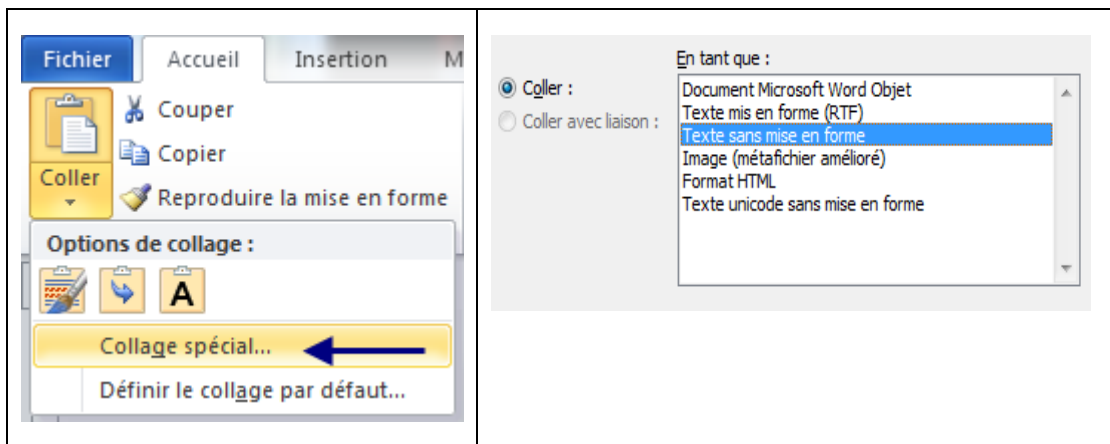 Fichier Accueil Insertion M
Couper
Copier
Coller
Reproduire la mise en forme
Options de collage :
A
Collage spécial...
Définir le collage par défaut...
En tant que :
Coller :
Coller avec liaison :
Document Microsoft Word Objet
Texte mis en forme (RTF)
Texte sans mise en forme
Image (métafichier amélioré)
Format HTML
Texte unicode sans mise en forme